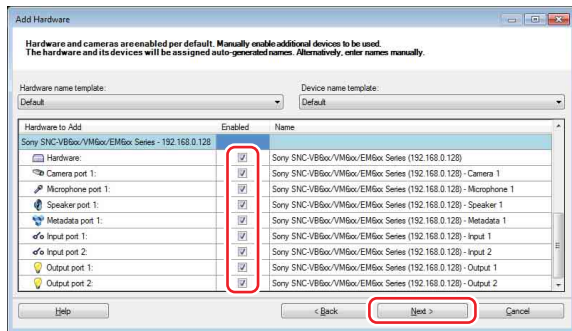 Add Hardware
Hardware and cameras are enabled per default. Manually enable additional devices to be used.
The hardware and its devices will be assigned auto-generated names. Alternatively, enter names manually.
Hardware name template:
Device name template:
Default
Default
Hardware to Add Enabled Name
Sony SNC-VB6xx/VM6xx/EM6xx Series - 192.168.0.128
Hardware: Sony SNC-VB6xx/VM6xx/EM6xx Series (192.168.0.128)
Camera port 1: Sony SNC-VB6xx/VM6xx/EM6xx Series (192.168.0.128) - Camera 1
Microphone port 1: Sony SNC-VB6xx/VM6xx/EM6xx Series (192.168.0.128) - Microphone 1
Speaker port 1: Sony SNC-VB6xx/VM6xx/EM6xx Series (192.168.0.128) - Speaker 1
Metadata port 1: Sony SNC-VB6xx/VM6xx/EM6xx Series (192.168.0.128) - Metadata 1
Input port 1: Sony SNC-VB6xx/VM6xx/EM6xx Series (192.168.0.128) - Input 1
Input port 2: Sony SNC-VB6xx/VM6xx/EM6xx Series (192.168.0.128) - Input 2
Output port 1: Sony SNC-VB6xx/VM6xx/EM6xx Series (192.168.0.128) - Output 1
Output port 2: Sony SNC-VB6xx/VM6xx/EM6xx Series (192.168.0.128) - Output 2
Help < Back Next > Cancel